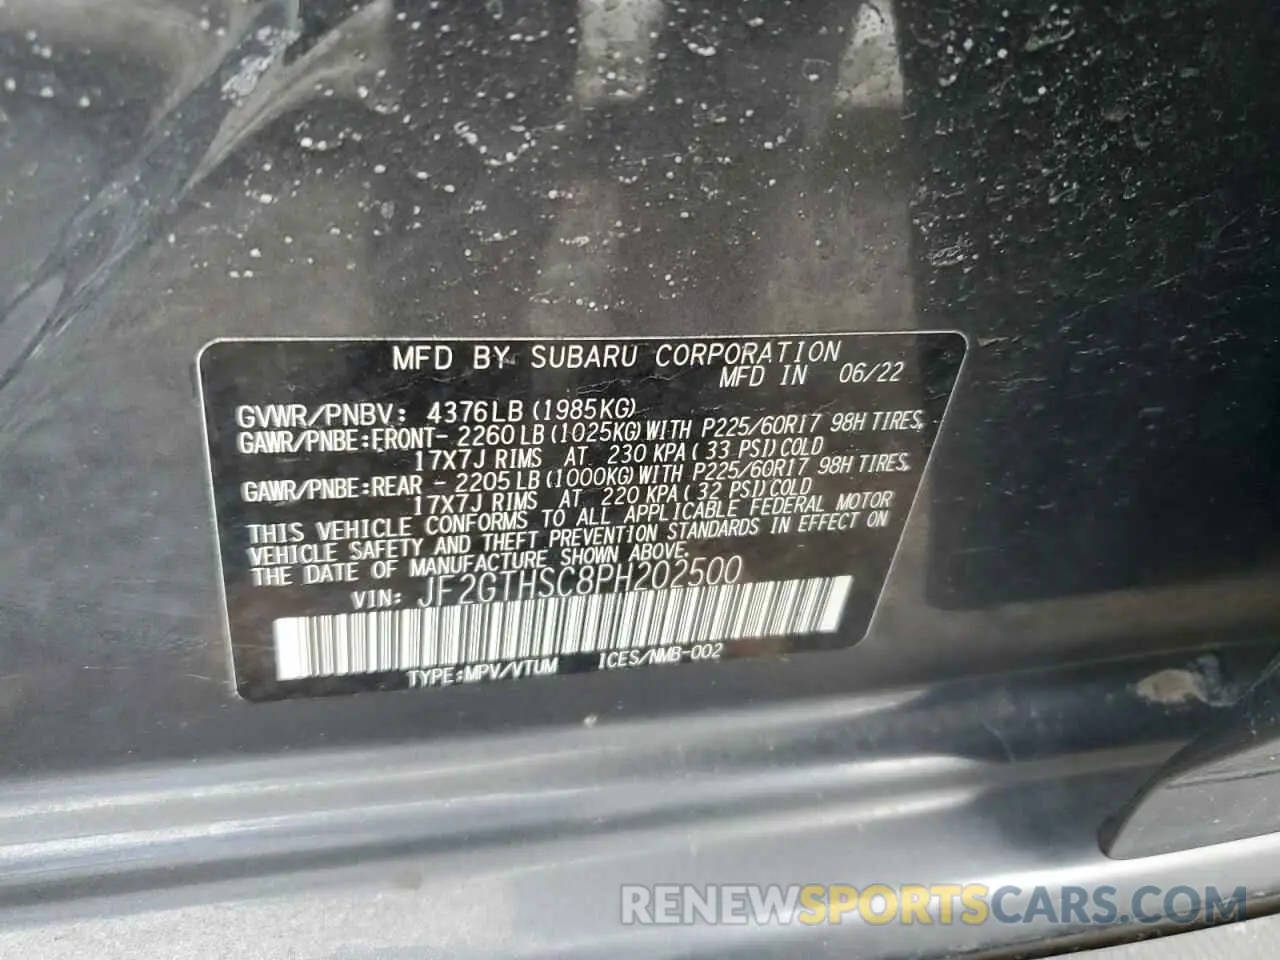 MFD BY SUBARU CORPORATION
MFD IN 06/22
GVWR/PNBV: 4376LB (1985KG)
GAWR/PNBE:FRONT- 2260LB (1025KG) WITH P225/60R17 98H TIRES,
17X7J RIMS AT 230 KPA ( 33 PSI) COLD
GAWR/PNBE:REAR - 2205LB (1000KG) WITH P225/60R17 98H TIRES,
17X7J RIMS AT 220 KPA ( 32 PSI) COLD
THIS VEHICLE CONFORMS TO ALL APPLICABLE FEDERAL MOTOR
VEHICLE SAFETY AND THEFT PREVENTION STANDARDS IN EFFECT ON
THE DATE OF MANUFACTURE SHOWN ABOVE.
VIN: JF2GTHSC8PH202500
TYPE:MPV/VTUM ICES/NMB-002
RENEWSPORTSCARS.COM